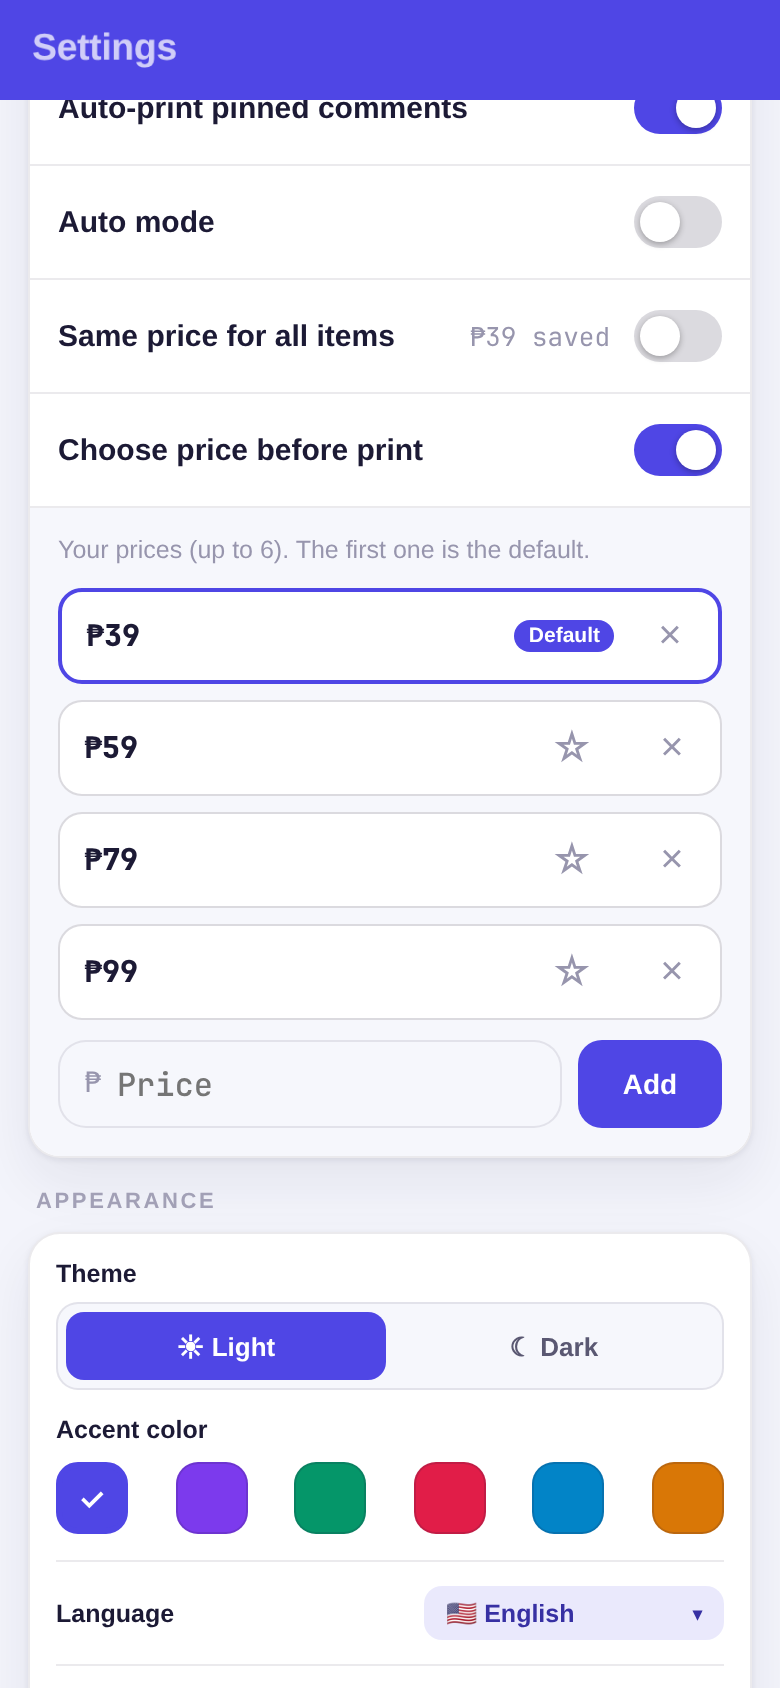 Settings
Auto-print pinned comments
Auto mode
Same price for all items ₱39 saved
Choose price before print
Your prices (up to 6). The first one is the default.
₱39 Default ✕
₱59 ☆ ✕
₱79 ☆ ✕
₱99 ☆ ✕
₱ Price Add
APPEARANCE
Theme
☀ Light ☾ Dark
Accent color
Language 🇺🇸 English ▾